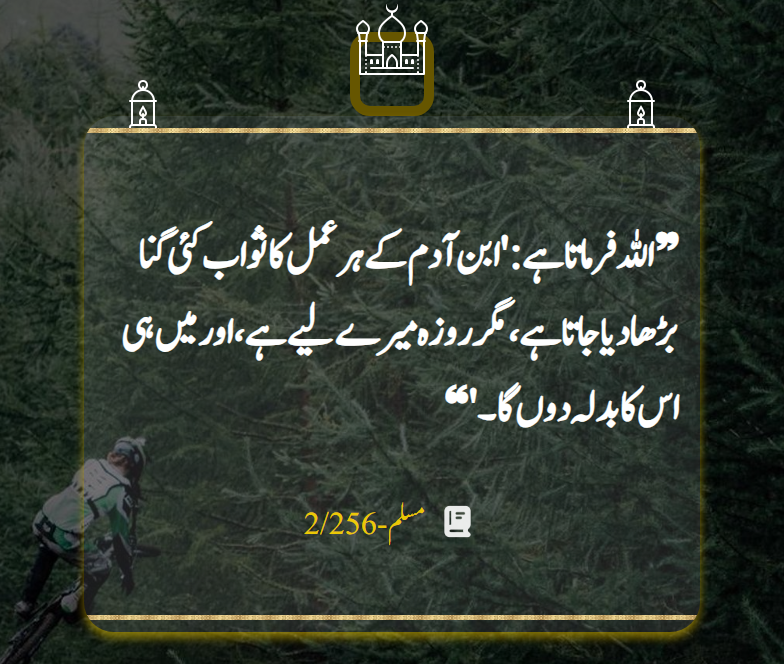 ”اللہ فرماتا ہے: 'ابن آدم کے ہر عمل کا ثواب کئی گنا
بڑھا دیا جاتا ہے، مگر روزہ میرے لیے ہے، اور میں ہی
اس کا بدلہ دوں گا۔'“
مسلم-2/256